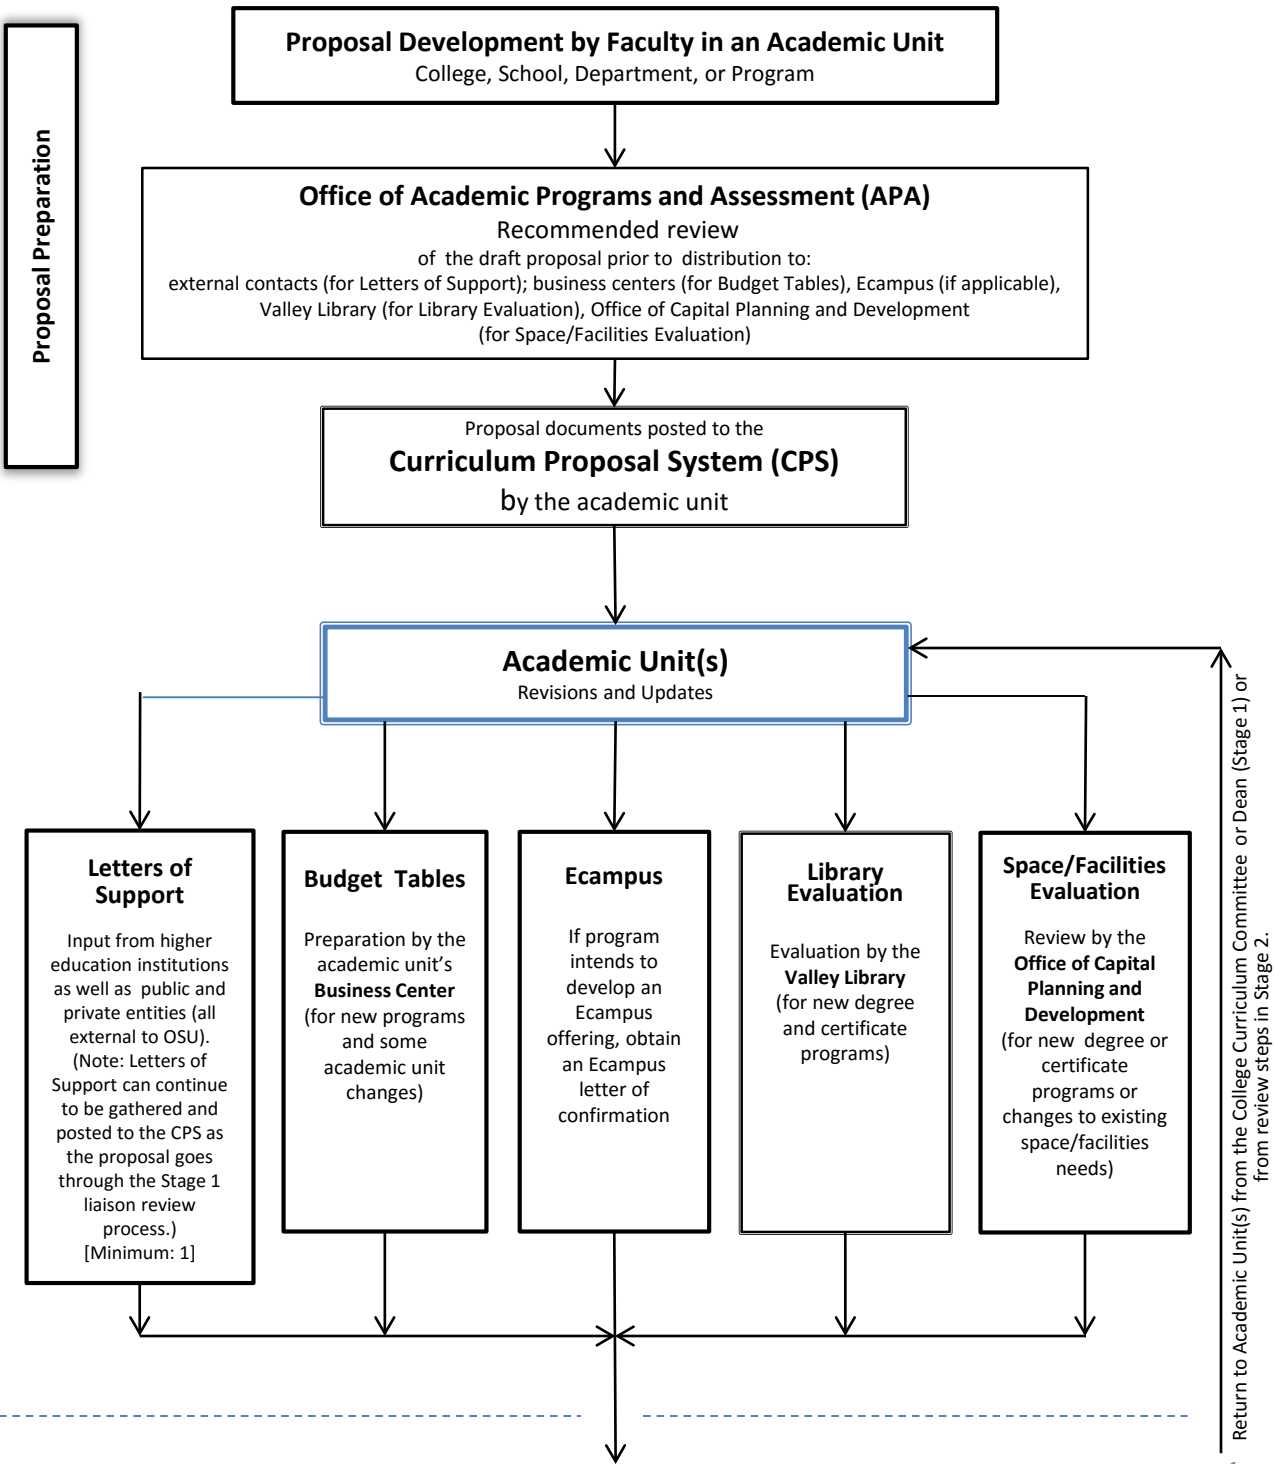 Proposal Preparation
Proposal Development by Faculty in an Academic Unit
College, School, Department, or Program
Office of Academic Programs and Assessment (APA)
Recommended review
of the draft proposal prior to distribution to:
external contacts (for Letters of Support); business centers (for Budget Tables), Ecampus (if applicable),
Valley Library (for Library Evaluation), Office of Capital Planning and Development
(for Space/Facilities Evaluation)
Proposal documents posted to the
Curriculum Proposal System (CPS)
by the academic unit
Academic Unit(s)
Revisions and Updates
Letters of
Support
Input from higher
education institutions
as well as public and
private entities (all
external to OSU).
(Note: Letters of
Support can continue
to be gathered and
posted to the CPS as
the proposal goes
through the Stage 1
liaison review
process.)
[Minimum: 1]
Budget Tables
Preparation by the
academic unit's
Business Center
(for new programs
and some
academic unit
changes)
Ecampus
If program
intends to
develop an
Ecampus
offering, obtain
an Ecampus
letter of
confirmation
Library
Evaluation
Evaluation by the
Valley Library
(for new degree
and certificate
programs)
Space/Facilities
Evaluation
Review by the
Office of Capital
Planning and
Development
(for new degree or
certificate
programs or
changes to existing
space/facilities
needs)
Return to Academic Unit(s) from the College Curriculum Committee or Dean (Stage 1) or
from review steps in Stage 2.